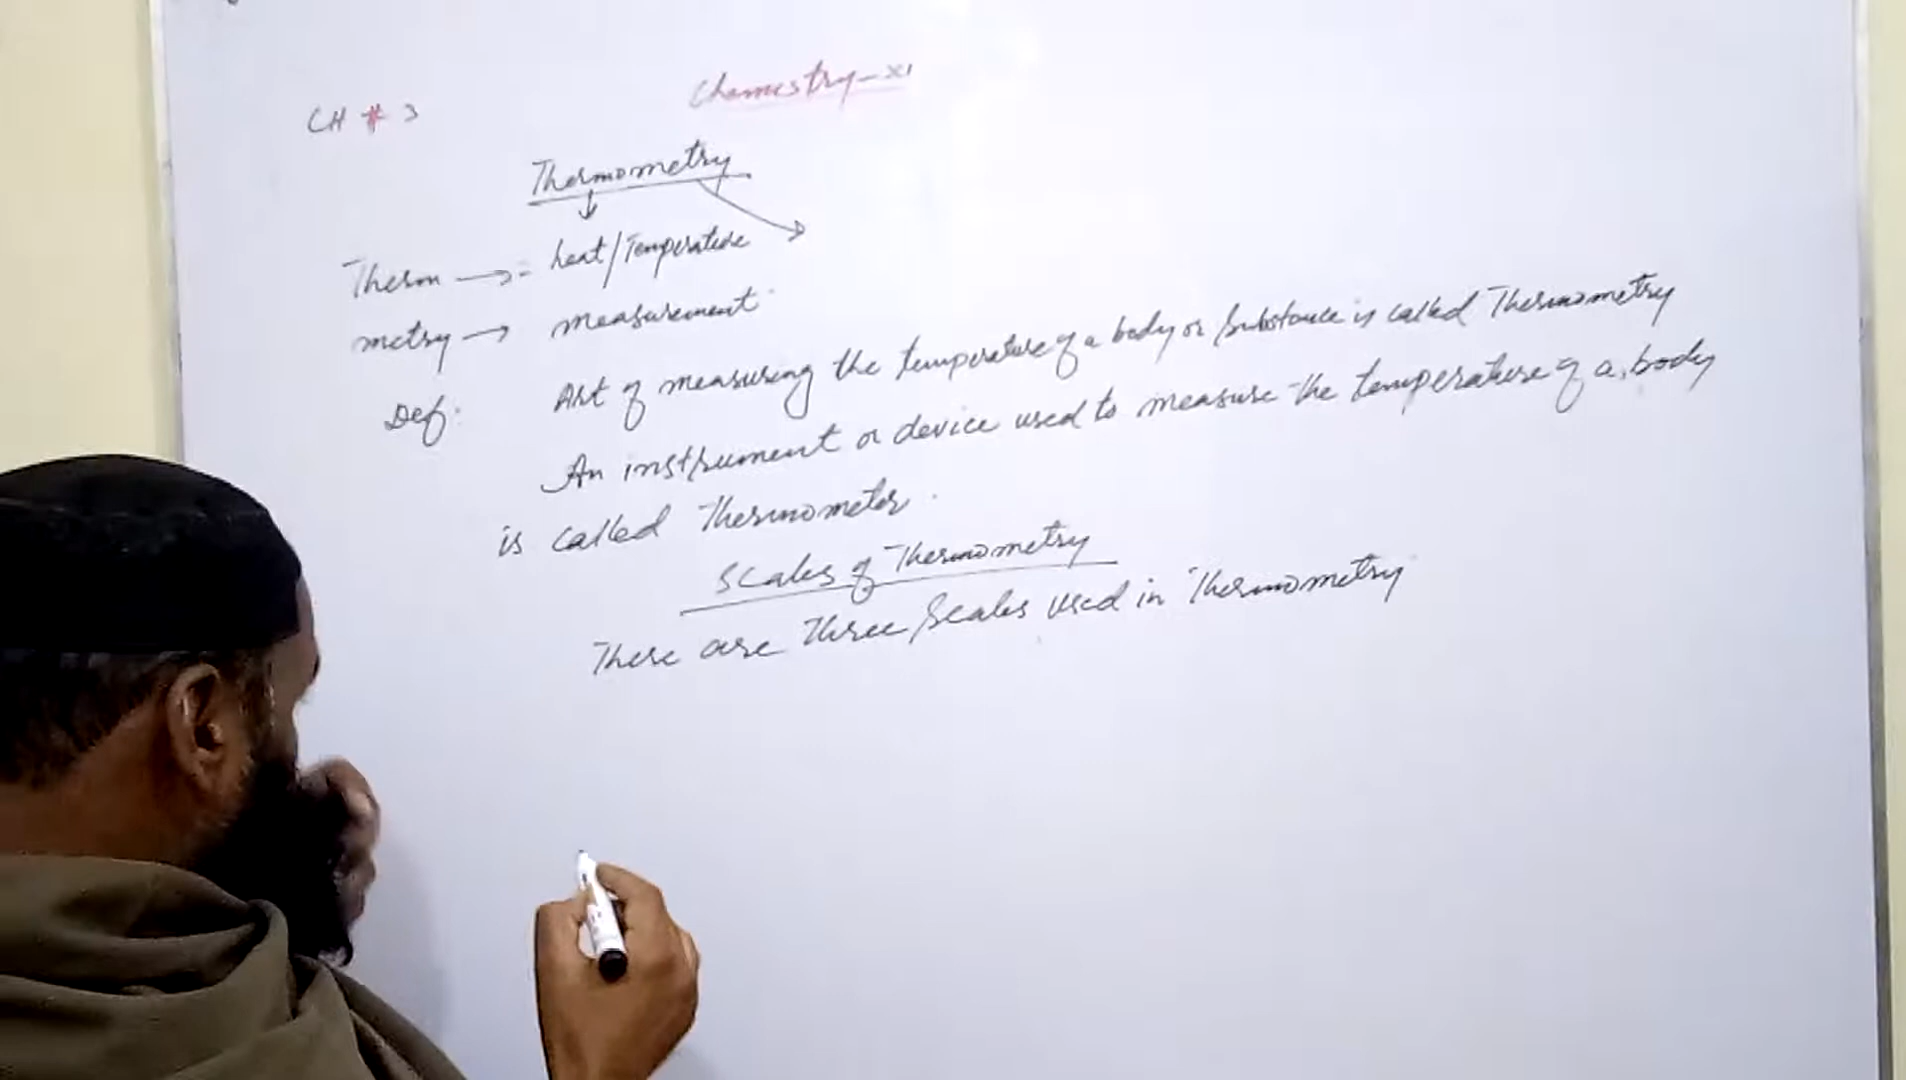 Chemistry-XI
CH # 3
Thermometry
Therm → = heat/Temperature
metry → measurement
Def: Art of measuring the temperature of a body or substance is called Thermometry
An instrument or device used to measure the temperature of a body
is called Thermometer.
Scales of Thermometry
There are Three Scales used in Thermometry